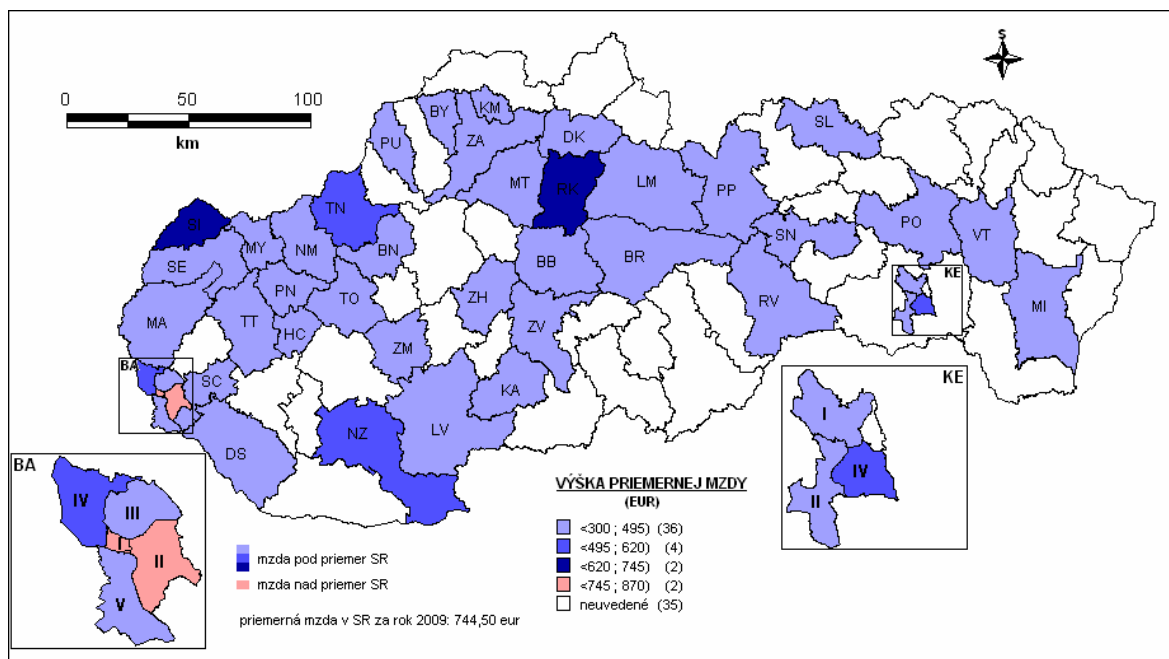 S
0 50 100
km
KM
BY
PU
ZA
DK
SL
MT
RK
LM
PP
TN
SI
MY
NM
BN
SN
PO
VT
SE
BB
BR
KE
PN
TO
ZH
RV
MI
MA
TT
HC
ZV
ZM
BA
SC
KA
KE
DS
NZ
LV
I
IV
II
BA
IV
III
I
II
V
VÝŠKA PRIEMERNEJ MZDY
(EUR)
<300 ; 495) (36)
<495 ; 620) (4)
<620 ; 745) (2)
<745 ; 870) (2)
neuvedené (35)
mzda pod priemer SR
mzda nad priemer SR
priemerná mzda v SR za rok 2009: 744,50 eur